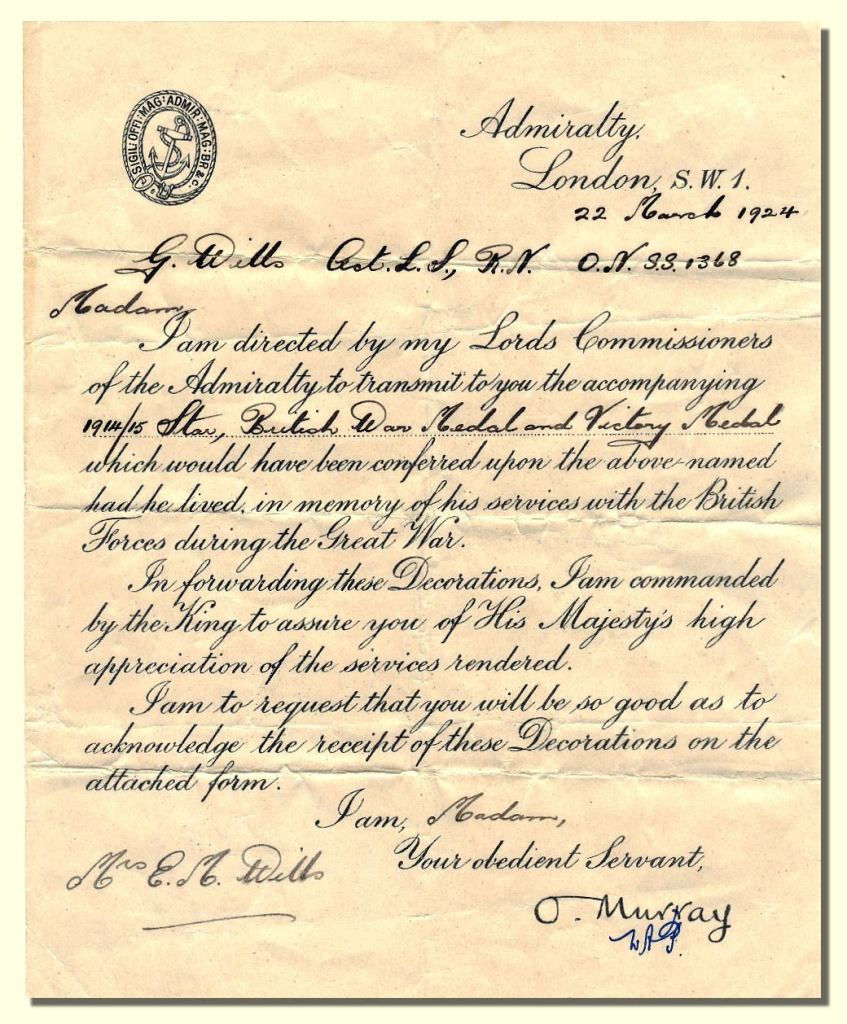 SIGIL: OFFI: MAG: ADMIR: MAG: BR & C.
Admiralty,
London, S.W.1.
22 March 1924
G. Wills Act. L.S., R.N. O.N. S.S. 1368
Madam,
I am directed by my Lords Commissioners
of the Admiralty to transmit to you the accompanying
1914/15 Star, British War Medal and Victory Medal
which would have been conferred upon the above-named
had he lived, in memory of his services with the British
Forces during the Great War.
In forwarding these Decorations, I am commanded
by the King to assure you of His Majesty's high
appreciation of the services rendered.
I am to request that you will be so good as to
acknowledge the receipt of these Decorations on the
attached form.
I am, Madam,
Your obedient Servant,
Mrs E. M. Wills
O. Murray